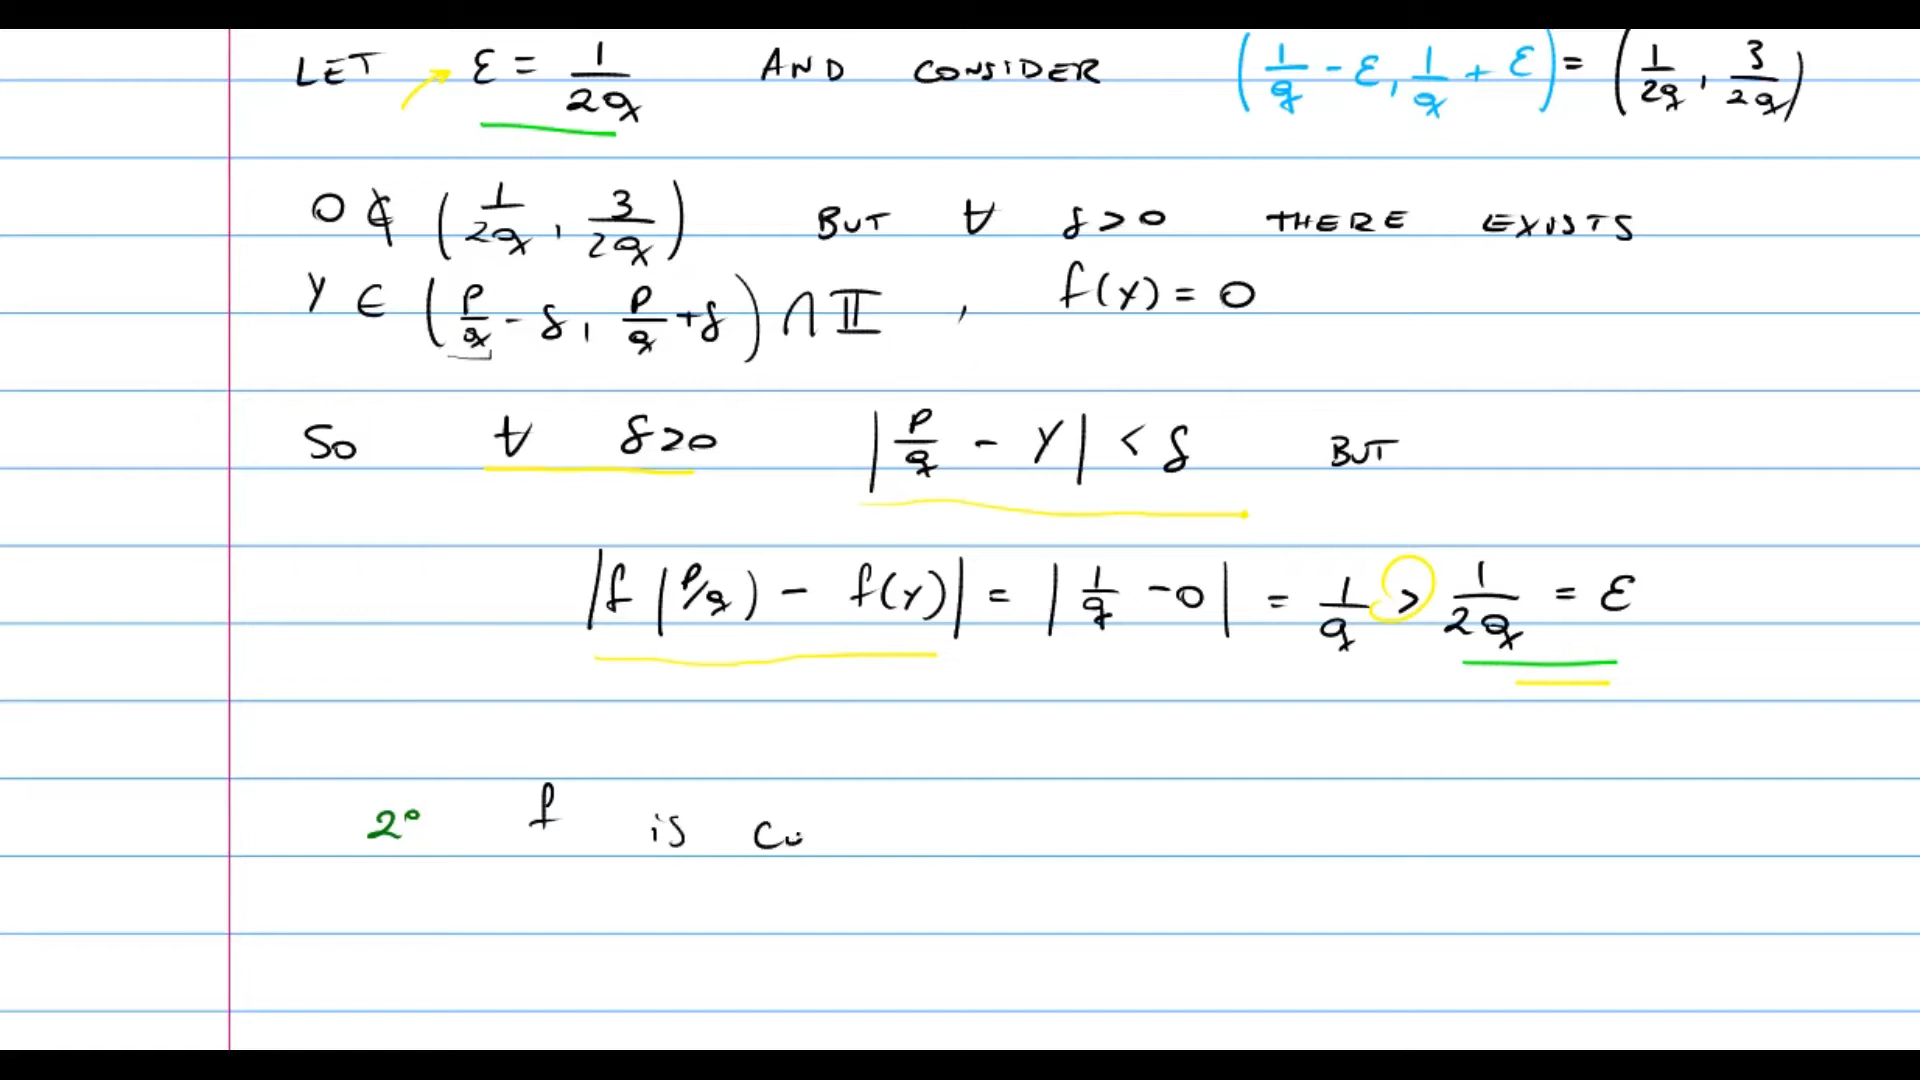 LET ε = 1/2q AND CONSIDER (1/q - ε, 1/q + ε) = (1/2q, 3/2q)
0 ∉ (1/2q, 3/2q) BUT ∀ δ > 0 THERE EXISTS
y ∈ (p/q - δ, p/q + δ) ∩ 𝕀 , f(y) = 0
So ∀ δ>0 |p/q - y| < δ BUT
|f(p/q) - f(y)| = |1/q - 0| = 1/q > 1/2q = ε
2° f is co